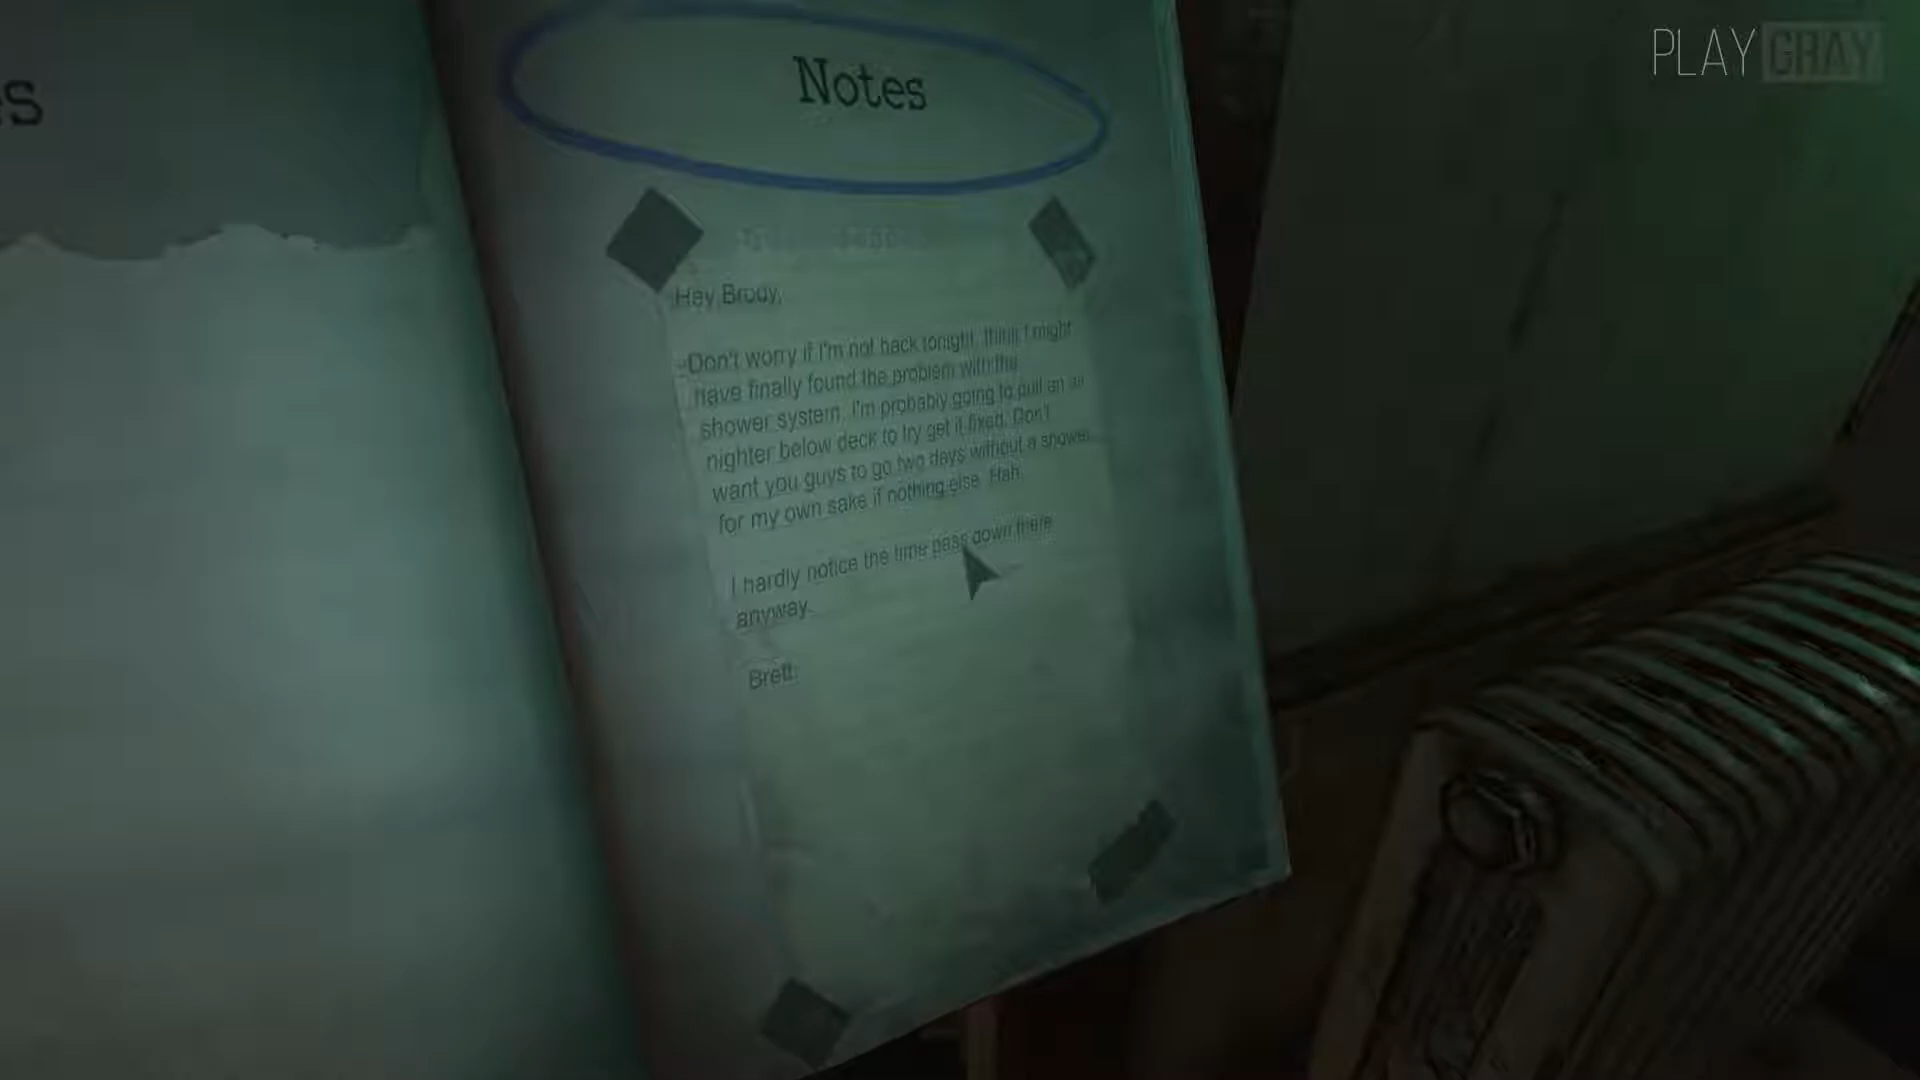 PLAY GRAY
es
Notes
Hey Brody,
Don't worry if I'm not back tonight, think I might
have finally found the problem with the
shower system. I'm probably going to pull an all
nighter below deck to try get it fixed. Don't
want you guys to go two days without a shower
for my own sake if nothing else. Hah.
I hardly notice the time pass down there
anyway.
Brett